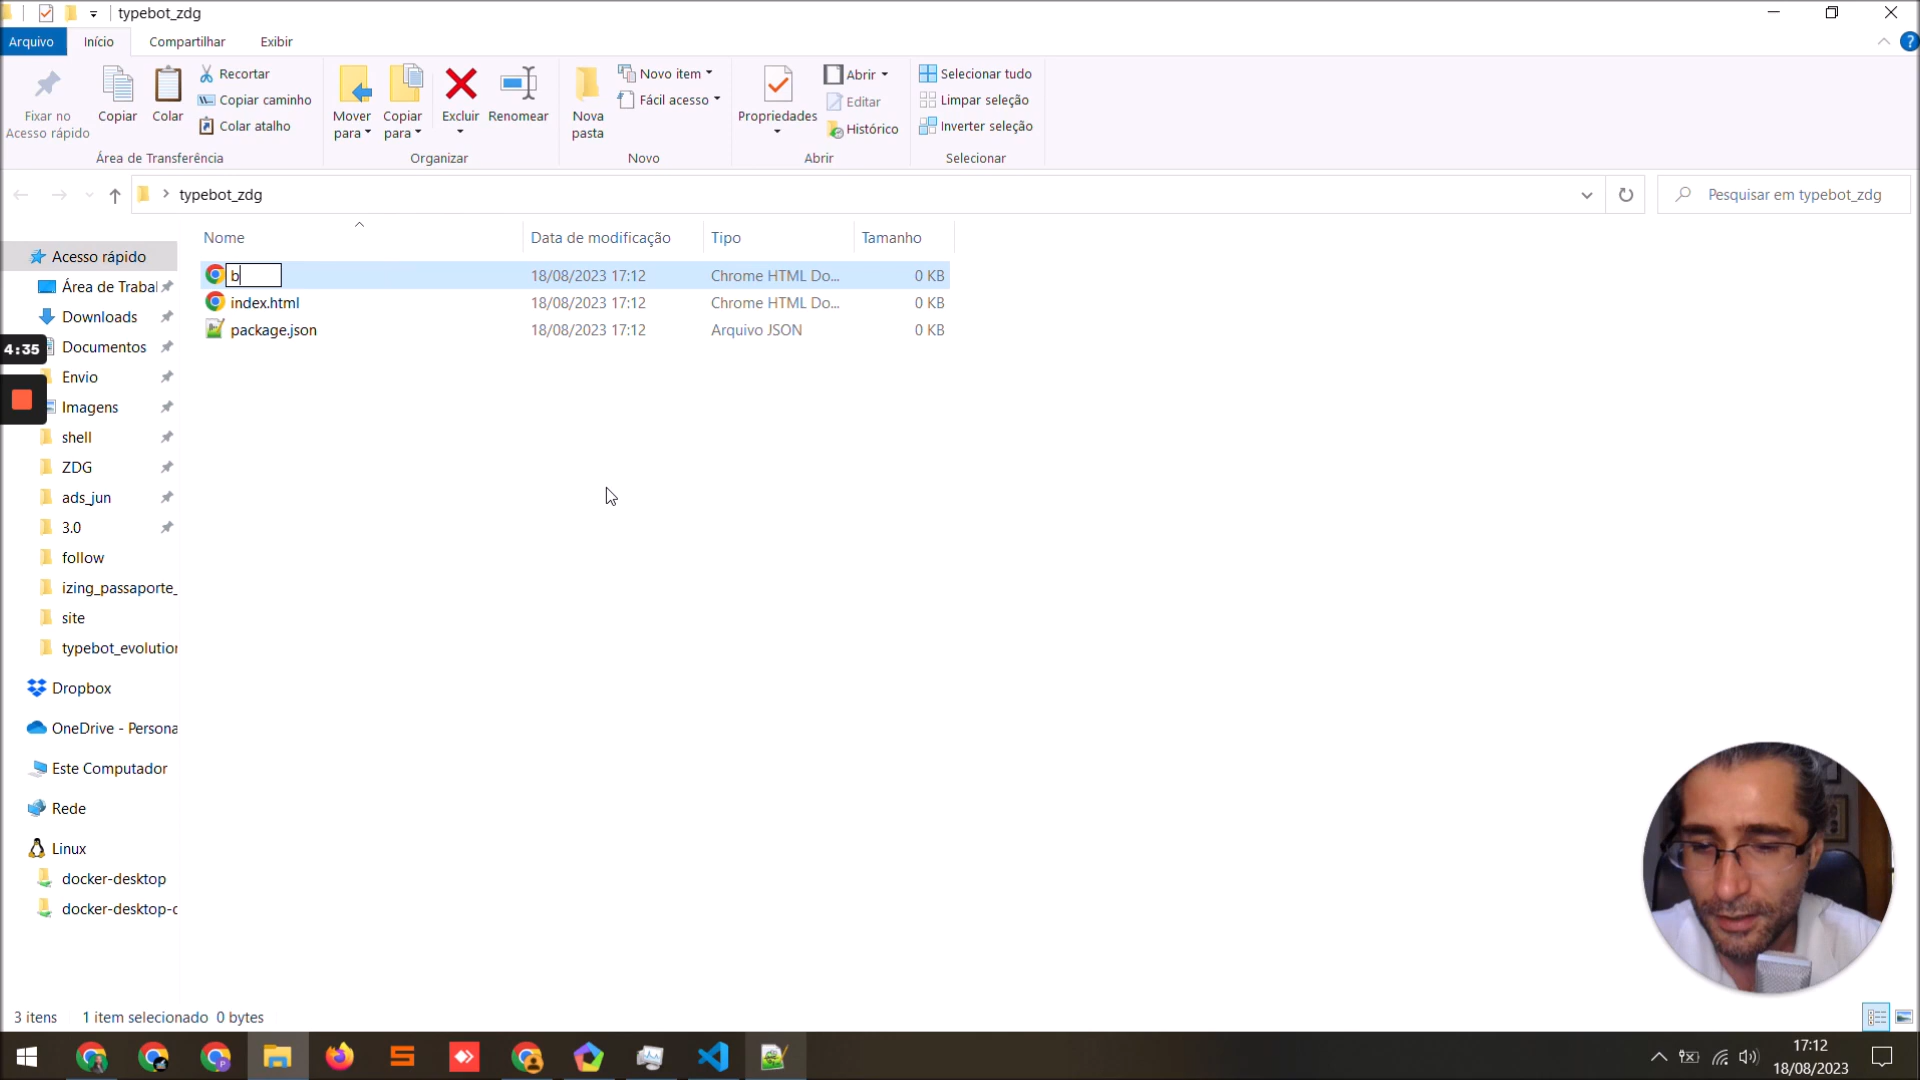 typebot_zdg
Arquivo Início Compartilhar Exibir
Fixar no Acesso rápido
Copiar
Colar
Recortar
Copiar caminho
Colar atalho
Área de Transferência
Mover para
Copiar para
Excluir
Renomear
Organizar
Nova pasta
Novo item
Fácil acesso
Novo
Propriedades
Abrir
Editar
Histórico
Abrir
Selecionar tudo
Limpar seleção
Inverter seleção
Selecionar
typebot_zdg
Pesquisar em typebot_zdg
Nome Data de modificação Tipo Tamanho
b 18/08/2023 17:12 Chrome HTML Do... 0 KB
index.html 18/08/2023 17:12 Chrome HTML Do... 0 KB
package.json 18/08/2023 17:12 Arquivo JSON 0 KB
Acesso rápido
Área de Trabal
Downloads
4:35
Documentos
Envio
Imagens
shell
ZDG
ads_jun
3.0
follow
izing_passaporte_
site
typebot_evolution
Dropbox
OneDrive - Persona
Este Computador
Rede
Linux
docker-desktop
docker-desktop-d
3 itens 1 item selecionado 0 bytes
17:12
18/08/2023